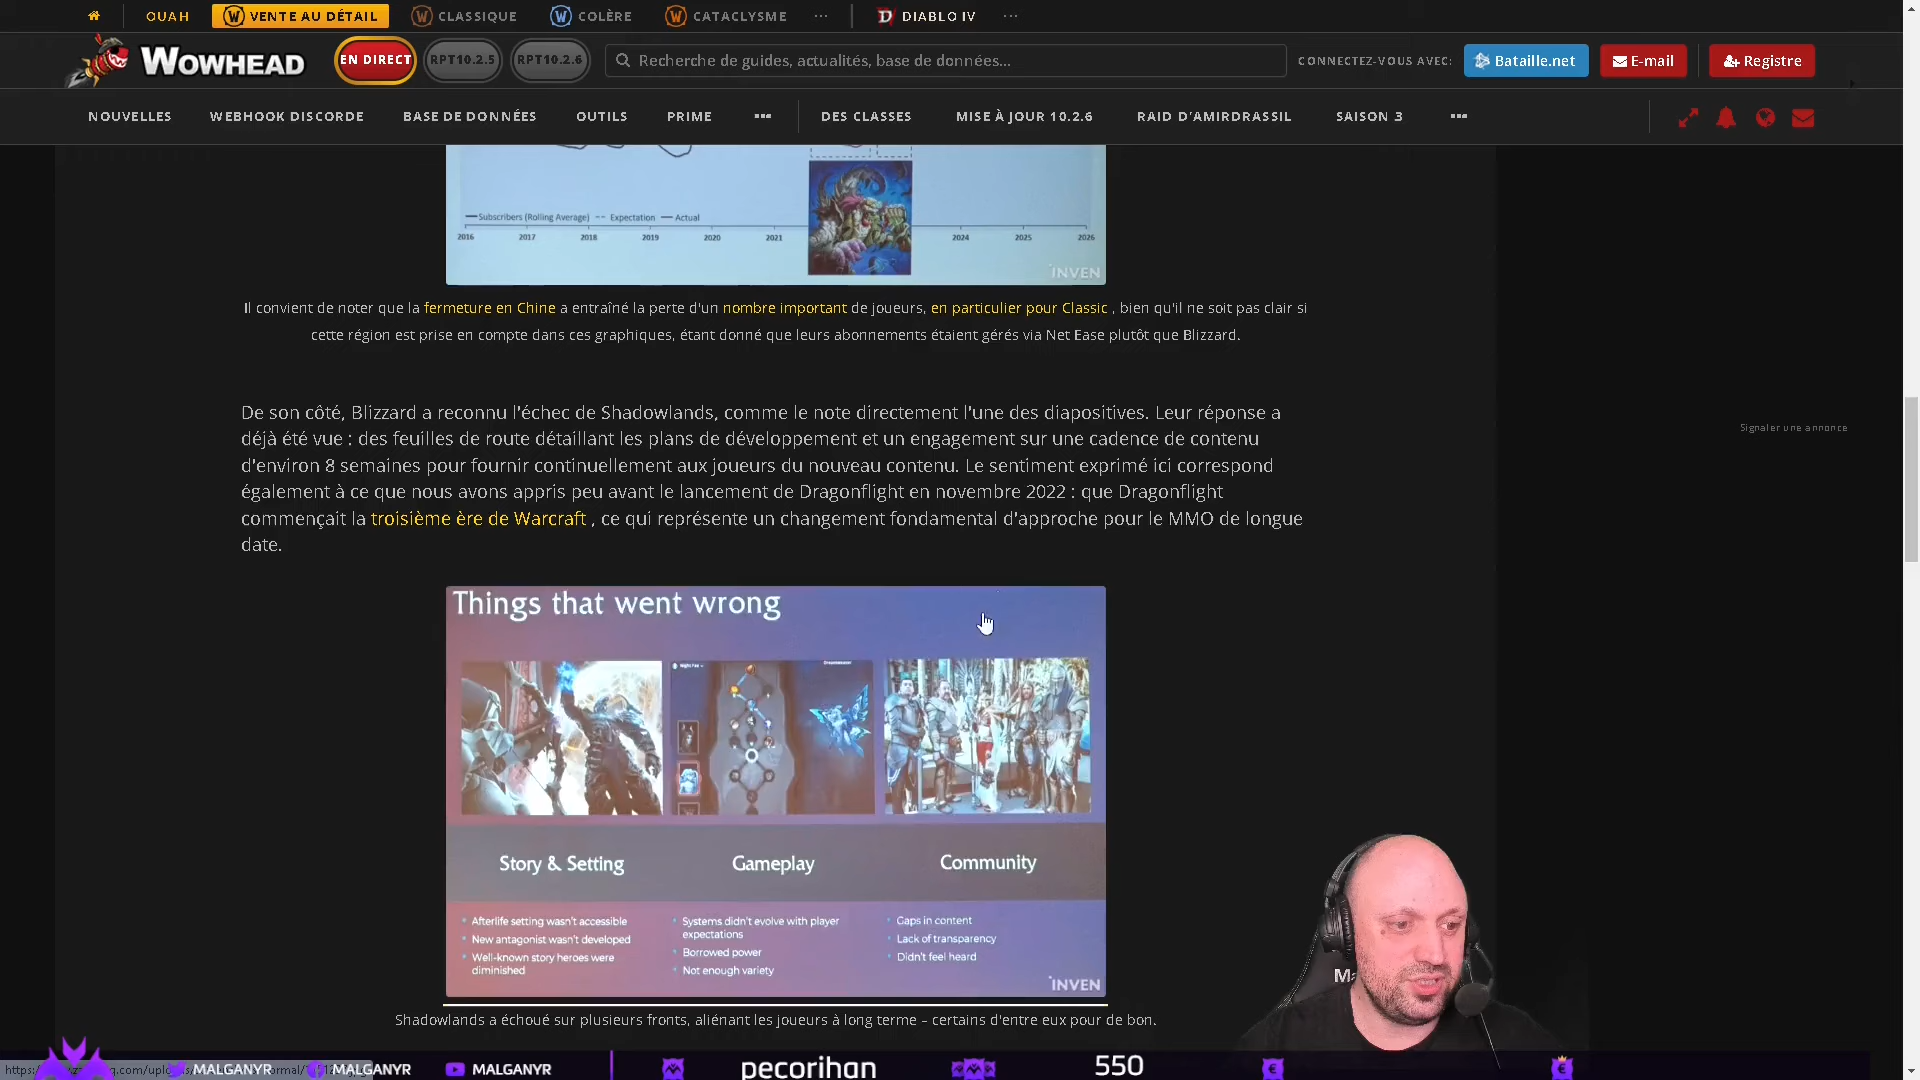 OUAH
VENTE AU DÉTAIL
CLASSIQUE
COLÈRE
CATACLYSME
DIABLO IV
WOWHEAD
EN DIRECT
RPT10.2.5
RPT10.2.6
Recherche de guides, actualités, base de données...
CONNECTEZ-VOUS AVEC:
Bataille.net
E-mail
Registre
NOUVELLES
WEBHOOK DISCORDE
BASE DE DONNÉES
OUTILS
PRIME
DES CLASSES
MISE À JOUR 10.2.6
RAID D'AMIRDRASSIL
SAISON 3
Subscribers (Rolling Average)
Expectation
Actual
2016 2017 2018 2019 2020 2021 2024 2025 2026
INVEN
Il convient de noter que la fermeture en Chine a entraîné la perte d'un nombre important de joueurs, en particulier pour Classic , bien qu'il ne soit pas clair si
cette région est prise en compte dans ces graphiques, étant donné que leurs abonnements étaient gérés via Net Ease plutôt que Blizzard.
De son côté, Blizzard a reconnu l'échec de Shadowlands, comme le note directement l'une des diapositives. Leur réponse a
déjà été vue : des feuilles de route détaillant les plans de développement et un engagement sur une cadence de contenu
d'environ 8 semaines pour fournir continuellement aux joueurs du nouveau contenu. Le sentiment exprimé ici correspond
également à ce que nous avons appris peu avant le lancement de Dragonflight en novembre 2022 : que Dragonflight
commençait la troisième ère de Warcraft , ce qui représente un changement fondamental d'approche pour le MMO de longue
date.
Signaler une annonce
Things that went wrong
Story & Setting
Gameplay
Community
Afterlife setting wasn't accessible
New antagonist wasn't developed
Well-known story heroes were
diminished
Systems didn't evolve with player
expectations
Borrowed power
Not enough variety
Gaps in content
Lack of transparency
Didn't feel heard
INVEN
Shadowlands a échoué sur plusieurs fronts, aliénant les joueurs à long terme – certains d'entre eux pour de bon.
MALGANYR
MALGANYR
MALGANYR
pecorihan
550